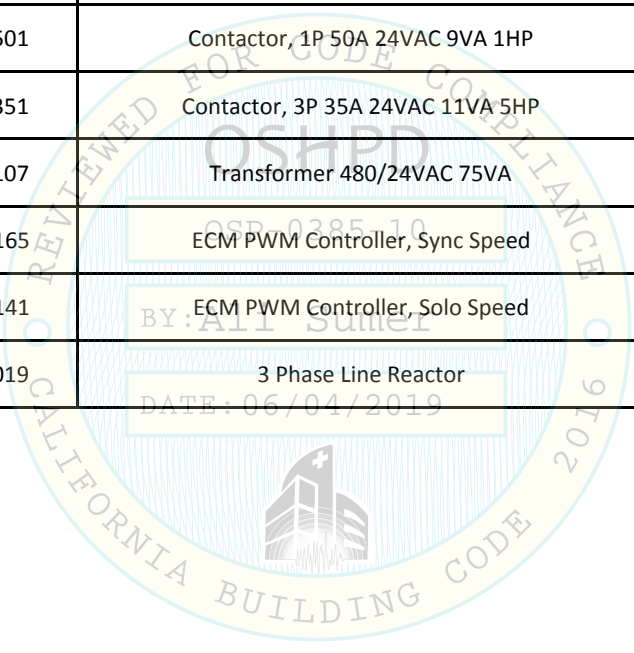 501 Contactor, 1P 50A 24VAC 9VA 1HP
351 Contactor, 3P 35A 24VAC 11VA 5HP
107 Transformer 480/24VAC 75VA
165 ECM PWM Controller, Sync Speed
141 ECM PWM Controller, Solo Speed
019 3 Phase Line Reactor
REVIEWED FOR CODE COMPLIANCE
OSHPD
OSP-0385-10
BY: Ali Sumer
DATE: 06/04/2019
CALIFORNIA BUILDING CODE 2016